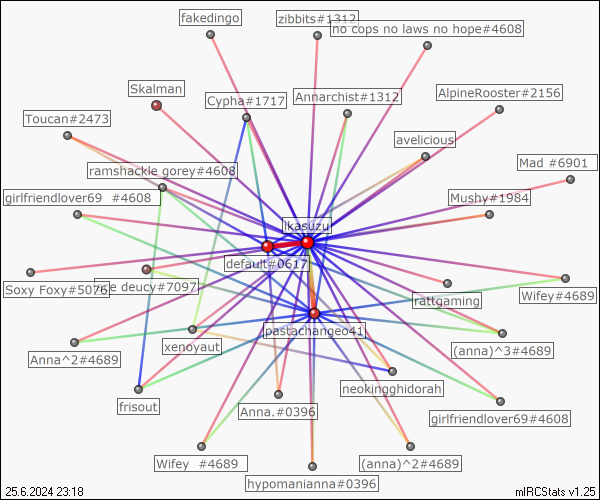 fakedingo
zibbits#1312
no cops no laws no hope#4608
Skalman
Cypha#1717
Annarchist#1312
AlpineRooster#2156
Toucan#2473
avelicious
ramshackle gorey#4608
Mad #6901
girlfriendlover69 #4608
Mushy#1984
ikasuzu
default#0617
Soxy Foxy#5076
deucy#7097
rattgaming
Wifey#4689
pastachangeo41
Anna^2#4689
xenoyaut
(anna)^3#4689
frisout
Anna.#0396
neokingghidorah
girlfriendlover69#4608
Wifey #4689
hypomanianna#0396
(anna)^2#4689
25.6.2024 23:18
mIRCStats v1.25